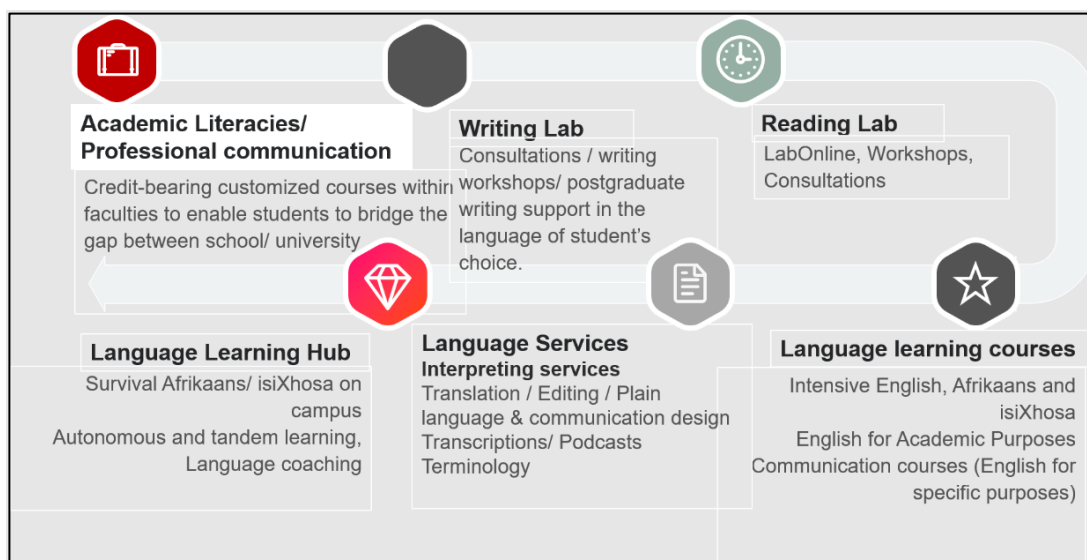 Academic Literacies/
Professional communication
Credit-bearing customized courses within
faculties to enable students to bridge the
gap between school/ university
Writing Lab
Consultations / writing
workshops/ postgraduate
writing support in the
language of student’s
choice.
Reading Lab
LabOnline, Workshops,
Consultations
Language Learning Hub
Survival Afrikaans/ isiXhosa on
campus
Autonomous and tandem learning,
Language coaching
Language Services
Interpreting services
Translation / Editing / Plain
language & communication design
Transcriptions/ Podcasts
Terminology
Language learning courses
Intensive English, Afrikaans and
isiXhosa
English for Academic Purposes
Communication courses (English for
specific purposes)